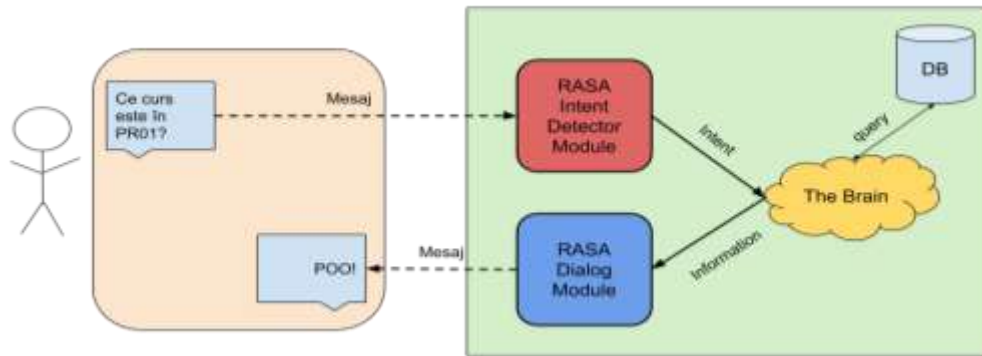 Ce curs
este în
PR01?
Mesaj
RASA
Intent
Detector
Module
Intent
query
DB
The Brain
Information
RASA
Dialog
Module
Mesaj
POO!